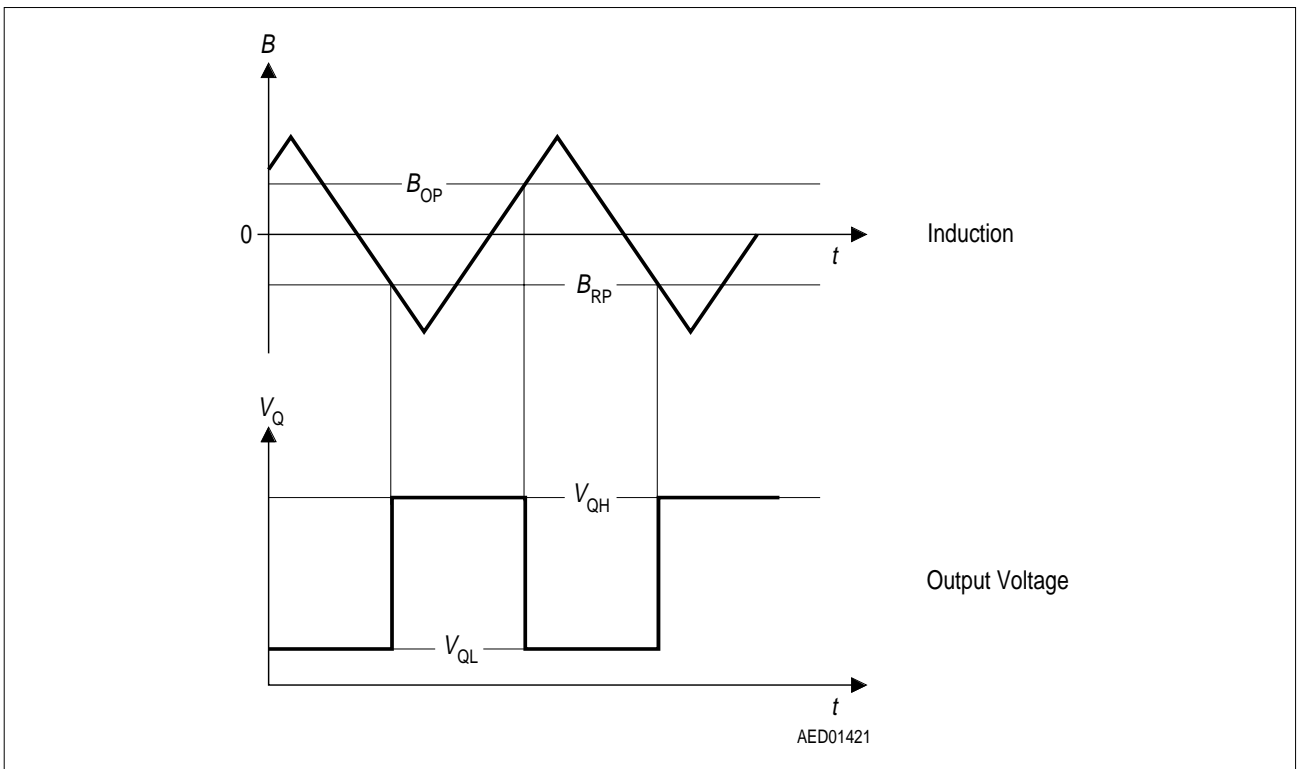 B
B_OP
0
t
Induction
B_RP
V_Q
V_QH
Output Voltage
V_QL
t
AED01421